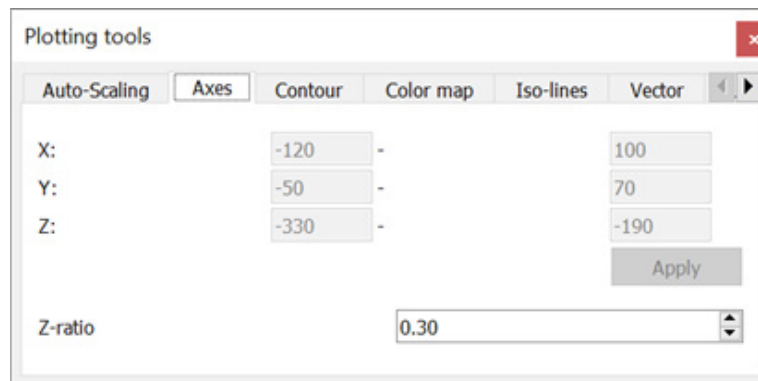 Plotting tools
Auto-Scaling Axes Contour Color map Iso-lines Vector
X: -120 - 100
Y: -50 - 70
Z: -330 - -190
Apply
Z-ratio 0.30